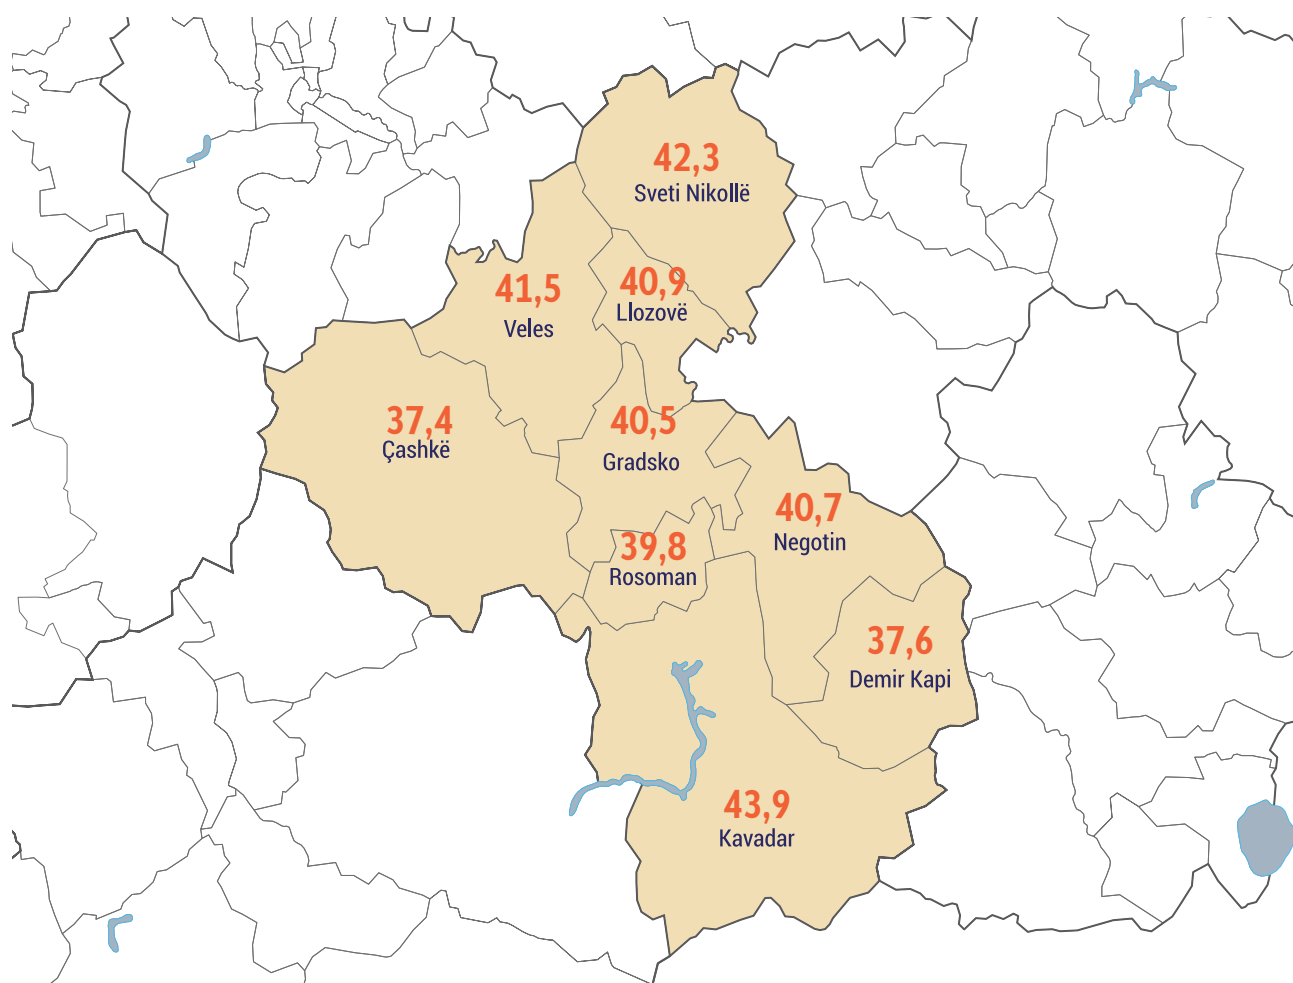 42,3
Sveti Nikollë
41,5
Veles
40,9
Llozovë
37,4
Çashkë
40,5
Gradsko
40,7
Negotin
39,8
Rosoman
37,6
Demir Kapi
43,9
Kavadar